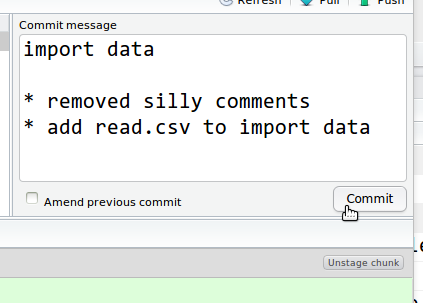 Refresh Pull Push
Commit message
import data
* removed silly comments
* add read.csv to import data
Amend previous commit
Commit
Unstage chunk